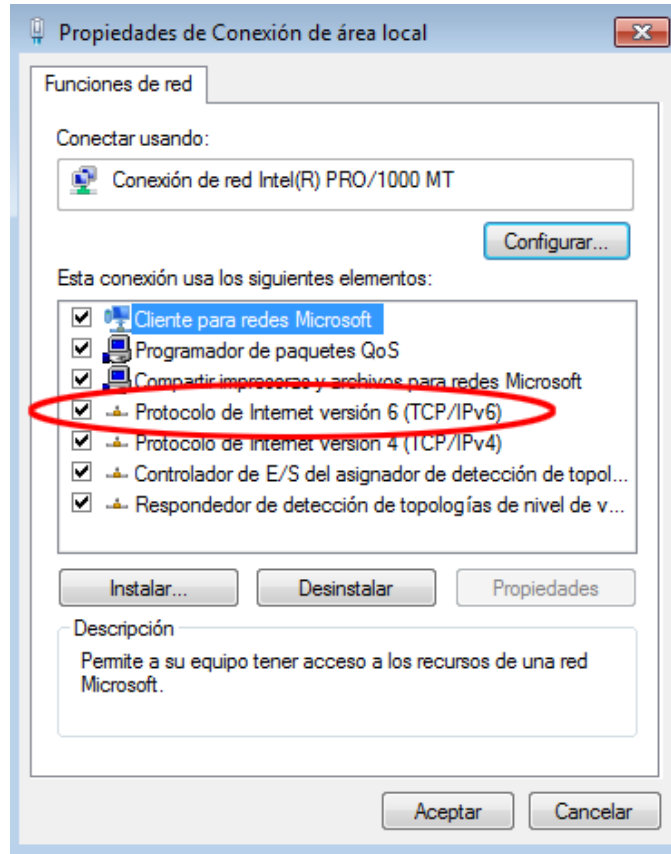 Propiedades de Conexión de área local
Funciones de red
Conectar usando:
Conexión de red Intel(R) PRO/1000 MT
Configurar...
Esta conexión usa los siguientes elementos:
Cliente para redes Microsoft
Programador de paquetes QoS
Compartir impresoras y archivos para redes Microsoft
Protocolo de Internet versión 6 (TCP/IPv6)
Protocolo de Internet versión 4 (TCP/IPv4)
Controlador de E/S del asignador de detección de topol...
Respondedor de detección de topologías de nivel de v...
Instalar... Desinstalar Propiedades
Descripción
Permite a su equipo tener acceso a los recursos de una red
Microsoft.
Aceptar Cancelar